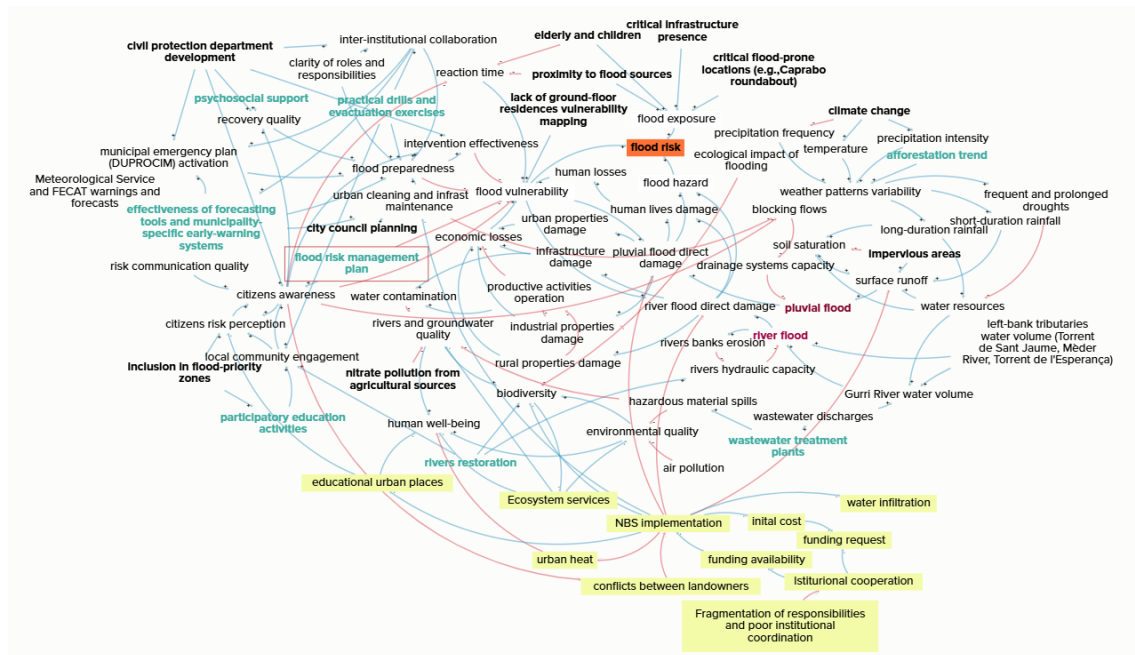 critical infrastructure
presence
elderly and children
civil protection department
development
inter-institutional collaboration
clarity of roles and
responsibilities
reaction time
proximity to flood sources
critical flood-prone
locations (e.g.,Caprabo
roundabout)
psychosocial support
practical drills and
evactuation exercises
lack of ground-floor
residences vulnerability
mapping
climate change
recovery quality
flood exposure
precipitation frequency
precipitation intensity
temperature
municipal emergency plan
(DUPROCIM) activation
intervention effectiveness
flood risk
ecological impact of
flooding
afforestation trend
flood preparedness
human losses
flood hazard
weather patterns variability
Meteorological Service
and FECAT warnings and
forecasts
urban cleaning and infrast
maintenance
flood vulnerability
frequent and prolonged
droughts
effectiveness of forecasting
tools and municipality-
specific early-warning
systems
human lives damage
blocking flows
short-duration rainfall
city council planning
urban properties
damage
long-duration rainfall
economic losses
soil saturation
flood risk management
plan
infrastructure
damage
pluvial flood direct
damage
impervious areas
risk communication quality
drainage systems capacity
surface runoff
citizens awareness
water contamination
productive activities
operation
river flood direct damage
pluvial flood
water resources
citizens risk perception
rivers and groundwater
quality
industrial properties
damage
rivers banks erosion
river flood
left-bank tributaries
water volume (Torrent
de Sant Jaume, Mèder
River, Torrent de l'Esperança)
local community engagement
rural properties damage
rivers hydraulic capacity
inclusion in flood-priority
zones
nitrate pollution from
agricultural sources
biodiversity
hazardous material spills
Gurri River water volume
participatory education
activities
human well-being
environmental quality
wastewater discharges
wastewater treatment
plants
rivers restoration
air pollution
educational urban places
Ecosystem services
water infiltration
NBS implementation
inital cost
funding request
urban heat
funding availability
conflicts between landowners
Istiturional cooperation
Fragmentation of responsibilities
and poor institutional
coordination